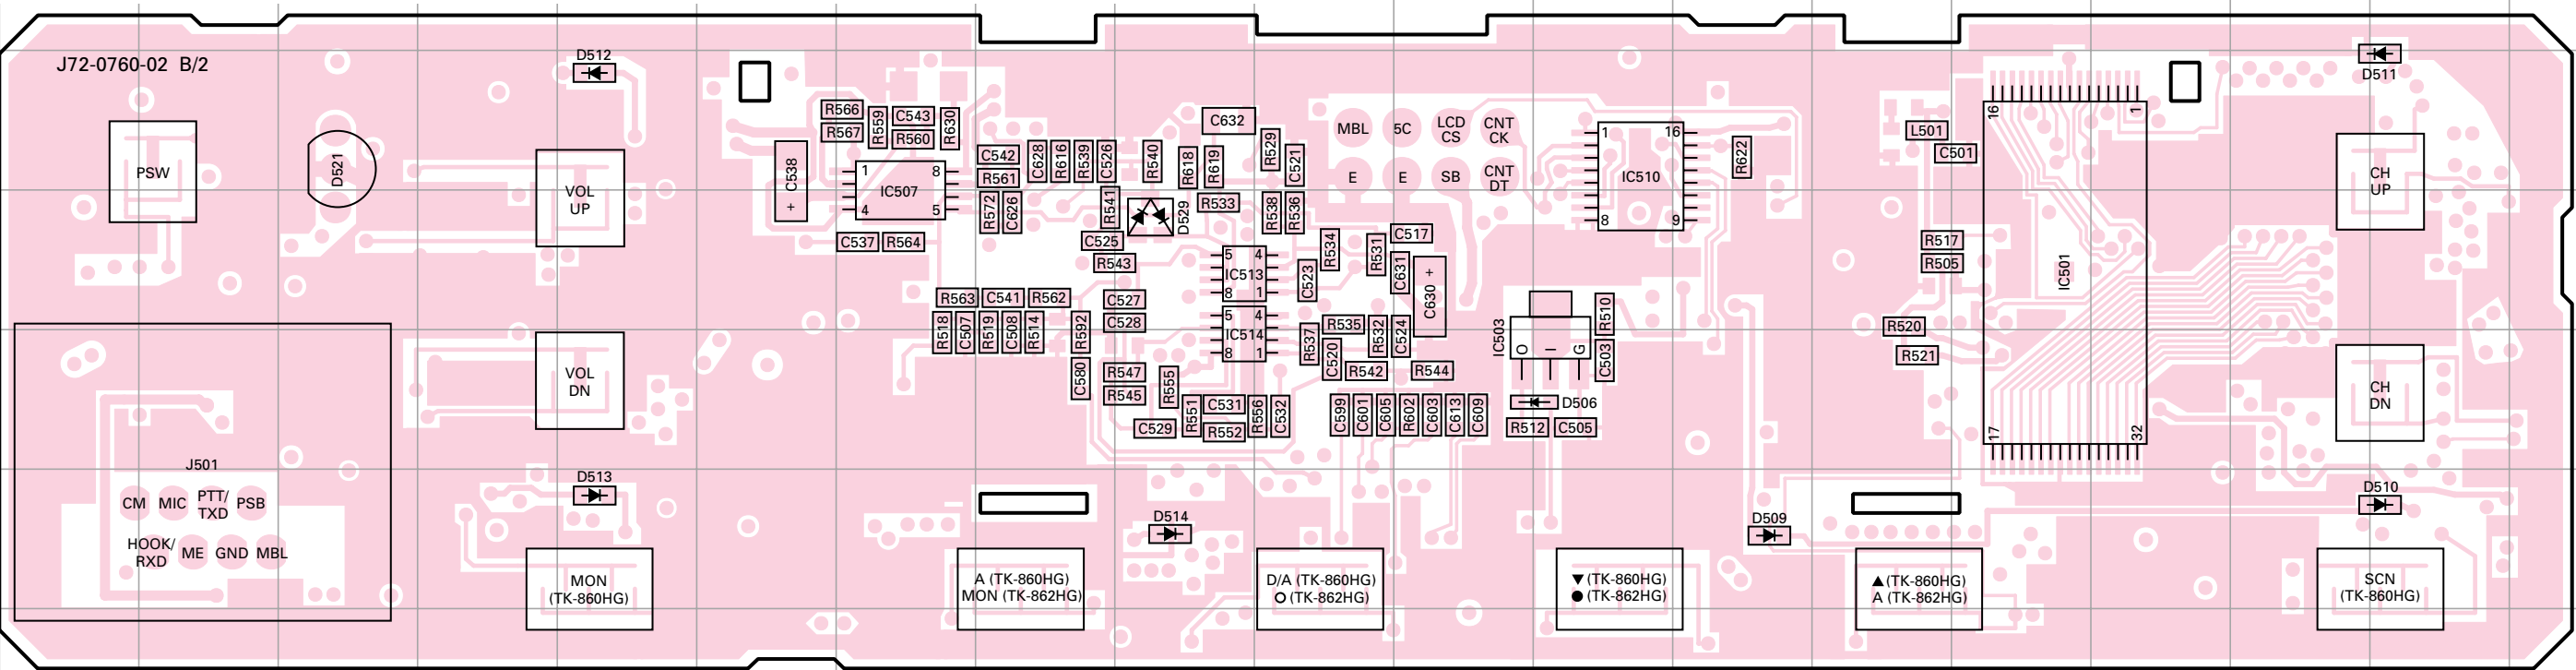 J72-0760-02 B/2
D512
D511
PSW
D521
VOL
UP
C538
+
R566
R567
R559
C543
R560
R630
1
8
IC507
4
5
C537
R564
C542
R561
C628
R616
R539
C526
R540
R618
R619
C632
R529
C521
R572
C626
R541
D529
R533
R538
R536
C525
R543
MBL
5C
LCD
CS
CNT
CK
E
E
SB
CNT
DT
1
16
IC510
8
9
R622
L501
C501
16
1
CH
UP
R517
R505
IC501
5
4
IC513
8
1
C523
R534
R531
C517
C631
+
C630
R563
C541
R562
C527
R518
C507
R519
C508
R514
R592
C528
5
4
IC514
8
1
R537
R535
C520
R532
C524
R542
R544
IC503
O
I
G
R510
C503
R520
R521
VOL
DN
C580
R547
R545
R555
C529
R551
C531
R552
R556
C532
C599
C601
C605
R602
C603
C613
C609
D506
R512
C505
17
32
CH
DN
J501
CM
MIC
PTT/
TXD
PSB
HOOK/
RXD
ME
GND
MBL
D513
D514
D509
D510
MON
(TK-860HG)
A (TK-860HG)
MON (TK-862HG)
D/A (TK-860HG)
○ (TK-862HG)
▼(TK-860HG)
●(TK-862HG)
▲(TK-860HG)
A (TK-862HG)
SCN
(TK-860HG)